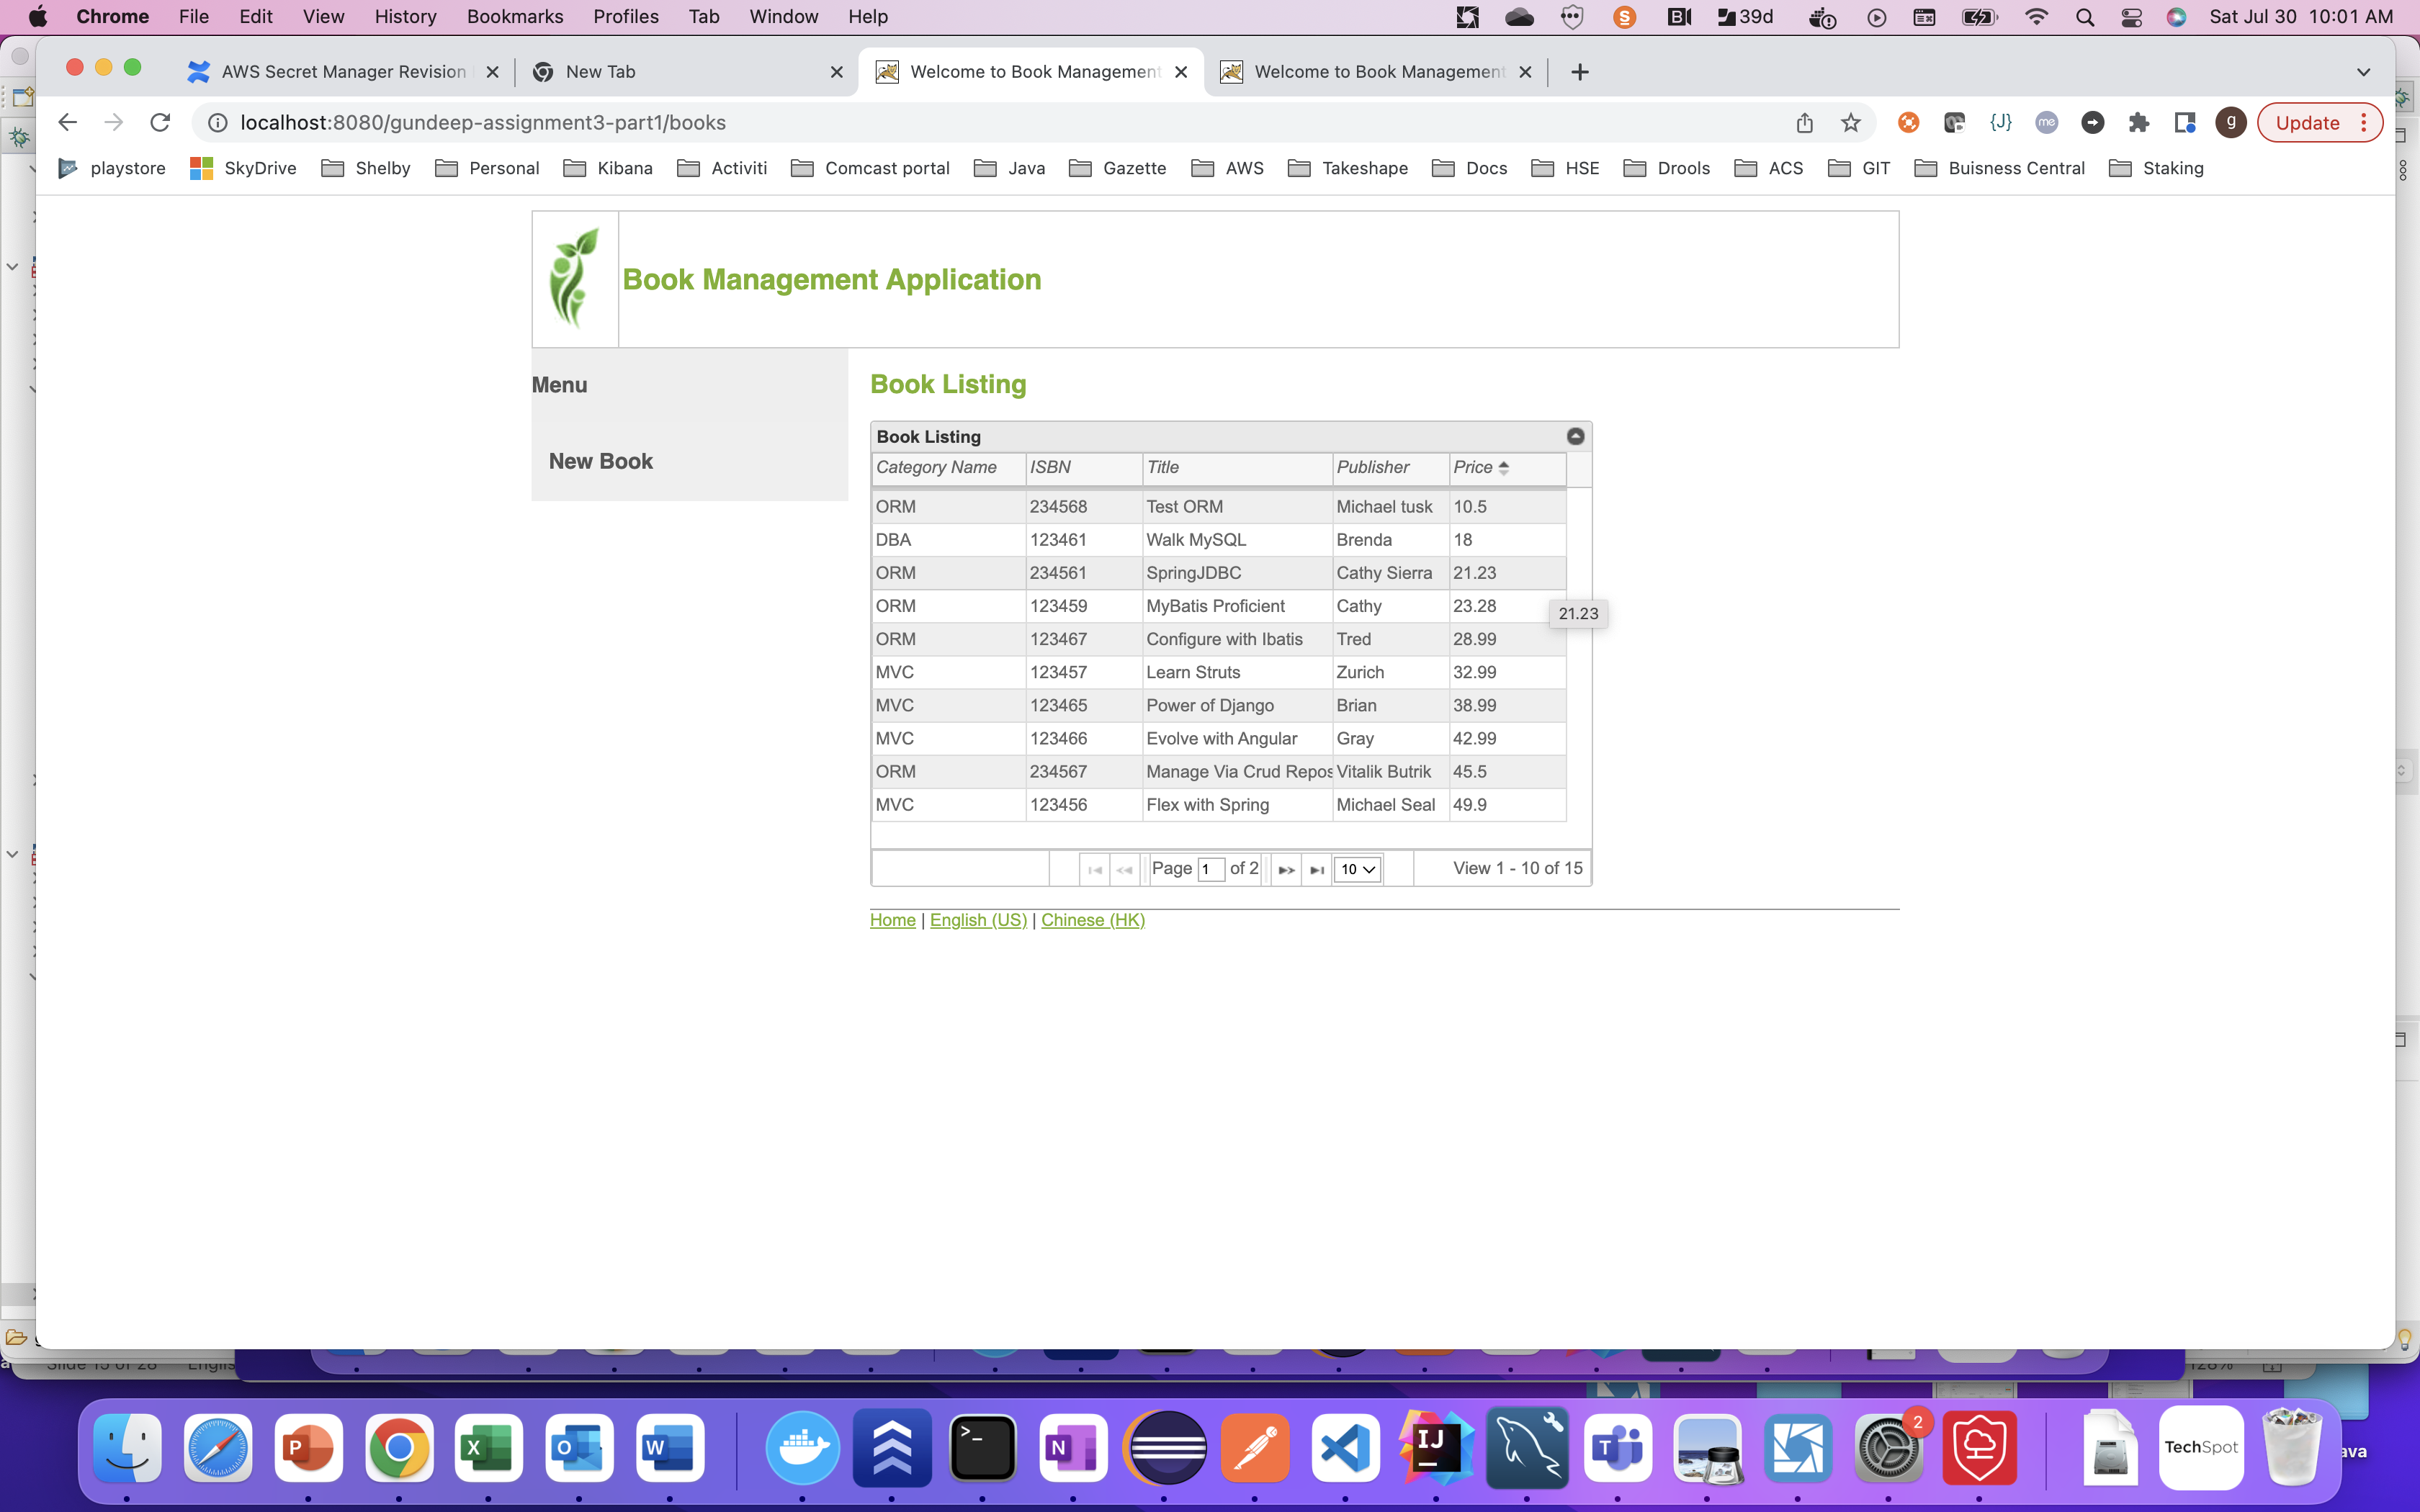 Chrome File Edit View History Bookmarks Profiles Tab Window Help S 39d Sat Jul 30 10:01 AM
AWS Secret Manager Revision New Tab Welcome to Book Management Welcome to Book Management
localhost:8080/gundeep-assignment3-part1/books {J} me g Update
playstore SkyDrive Shelby Personal Kibana Activiti Comcast portal Java Gazette AWS Takeshape Docs HSE Drools ACS GIT Buisness Central Staking
Book Management Application
Menu
New Book
Book Listing
Book Listing
Category Name ISBN Title Publisher Price
ORM 234568 Test ORM Michael tusk 10.5
DBA 123461 Walk MySQL Brenda 18
ORM 234561 SpringJDBC Cathy Sierra 21.23
ORM 123459 MyBatis Proficient Cathy 23.28
21.23
ORM 123467 Configure with Ibatis Tred 28.99
MVC 123457 Learn Struts Zurich 32.99
MVC 123465 Power of Django Brian 38.99
MVC 123466 Evolve with Angular Gray 42.99
ORM 234567 Manage Via Crud Repos Vitalik Butrik 45.5
MVC 123456 Flex with Spring Michael Seal 49.9
Page 1 of 2 10 View 1 - 10 of 15
Home | English (US) | Chinese (HK)
P X O W >_ N IJ T 2 TechSpot ava